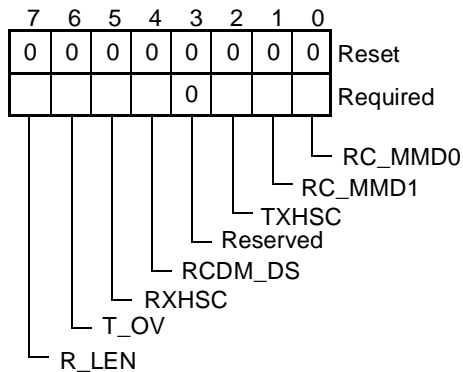 7 6 5 4 3 2 1 0
0 0 0 0 0 0 0 0 Reset
0 Required
RC_MMD0
RC_MMD1
TXHSC
Reserved
RCDM_DS
RXHSC
T_OV
R_LEN